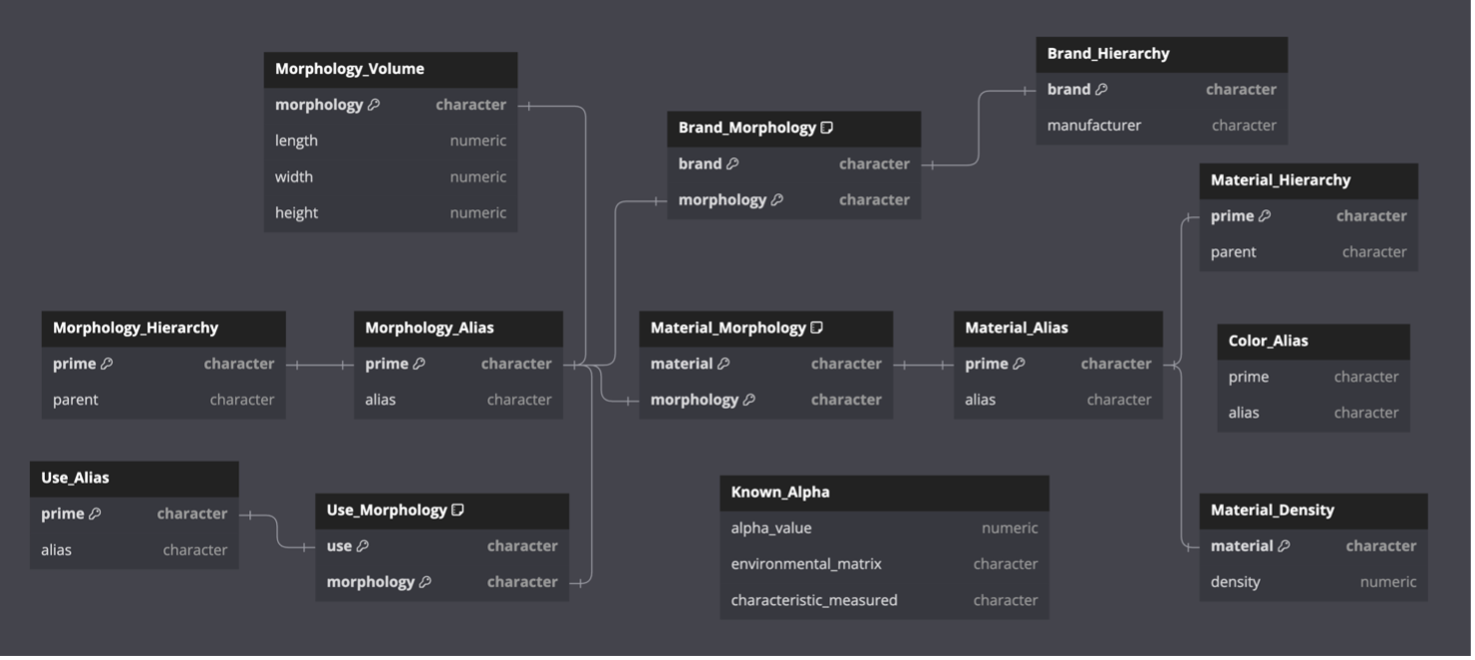 Morphology_Volume
morphology character
length numeric
width numeric
height numeric
Brand_Morphology
brand character
morphology character
Brand_Hierarchy
brand character
manufacturer character
Material_Hierarchy
prime character
parent character
Morphology_Hierarchy
prime character
parent character
Morphology_Alias
prime character
alias character
Material_Morphology
material character
morphology character
Material_Alias
prime character
alias character
Color_Alias
prime character
alias character
Use_Alias
prime character
alias character
Use_Morphology
use character
morphology character
Known_Alpha
alpha_value numeric
environmental_matrix character
characteristic_measured character
Material_Density
material character
density numeric